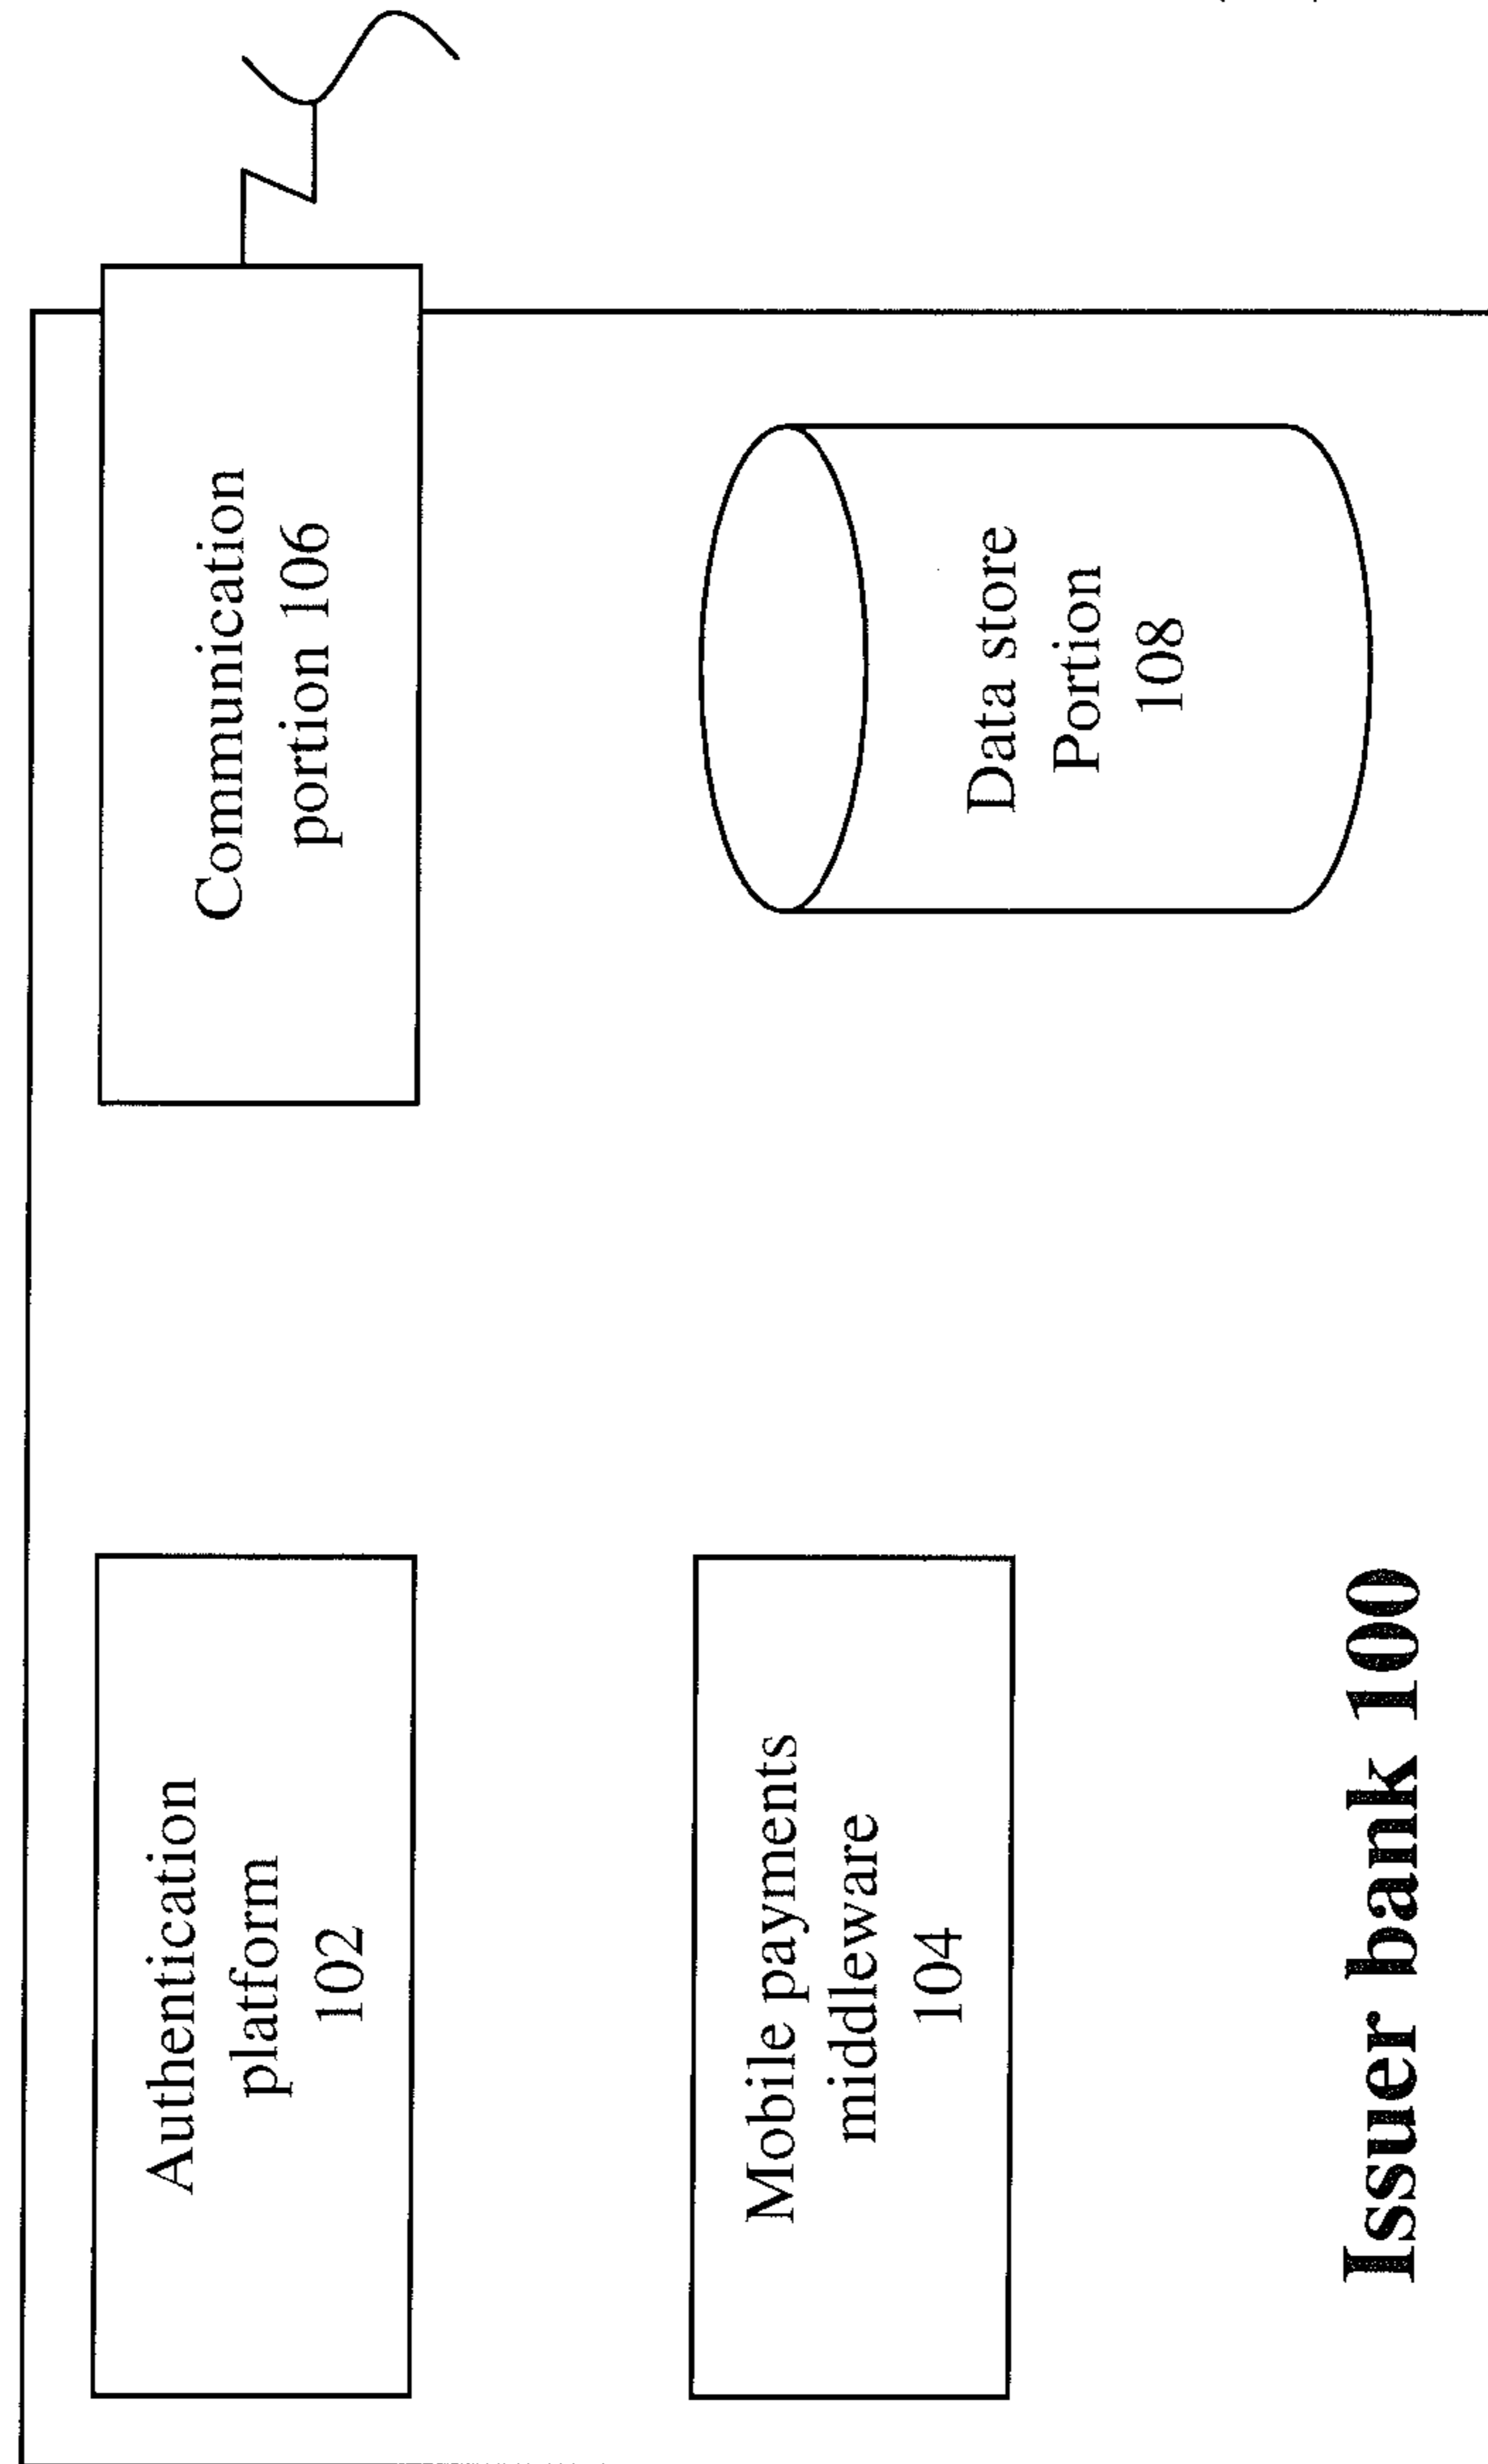 Authentication
platform
102
Communication
portion 106
Mobile payments
middleware
104
Data store
Portion
108
Issuer bank 100